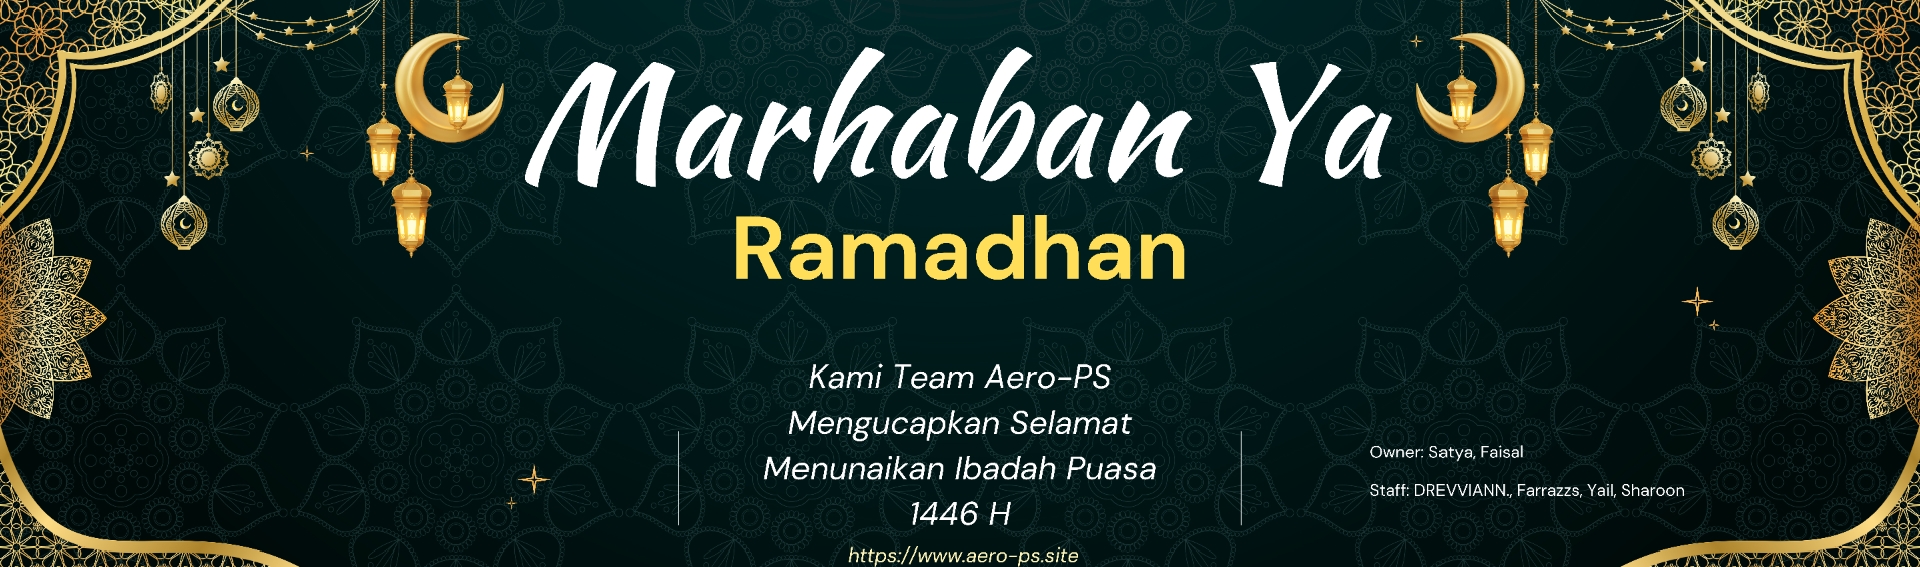 Marhaban Ya
Ramadhan
Kami Team Aero-PS
Mengucapkan Selamat
Menunaikan Ibadah Puasa
1446 H
https://www.aero-ps.site
Owner: Satya, Faisal
Staff: DREVVIANN., Farrazzs, Yail, Sharoon